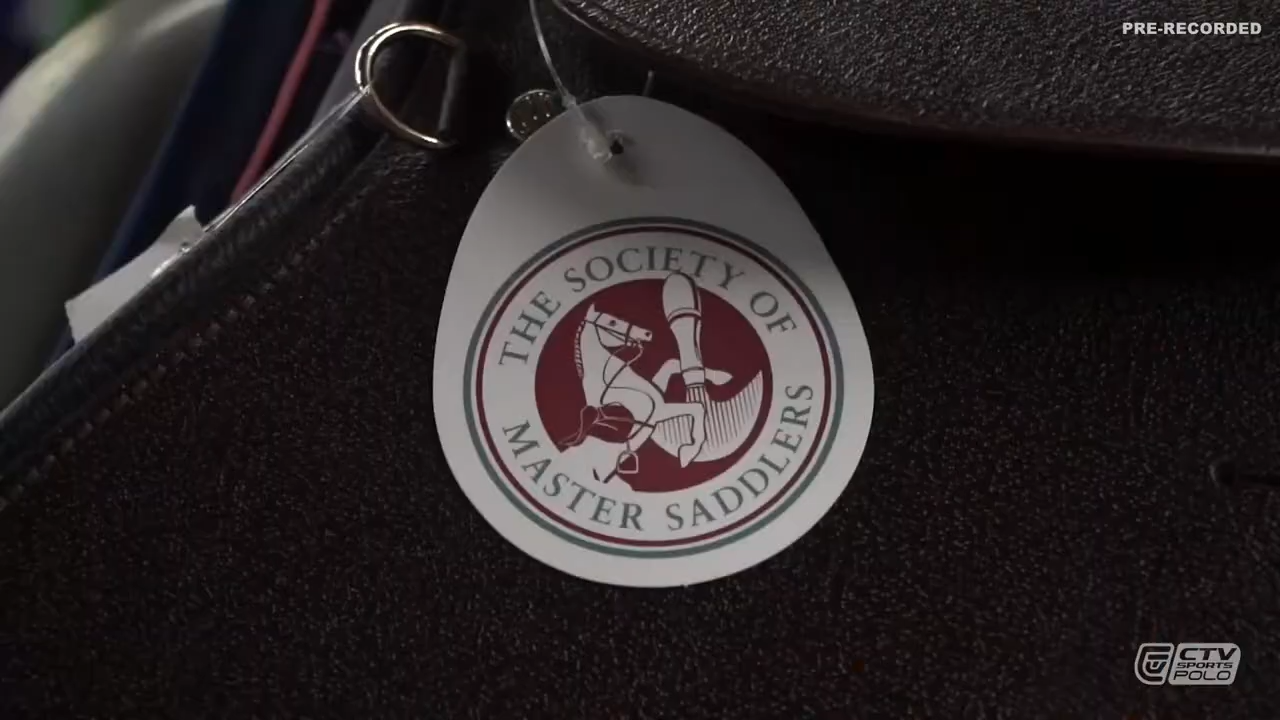 PRE-RECORDED
THE SOCIETY OF
MASTER SADDLERS
CTV
SPORTS
POLO